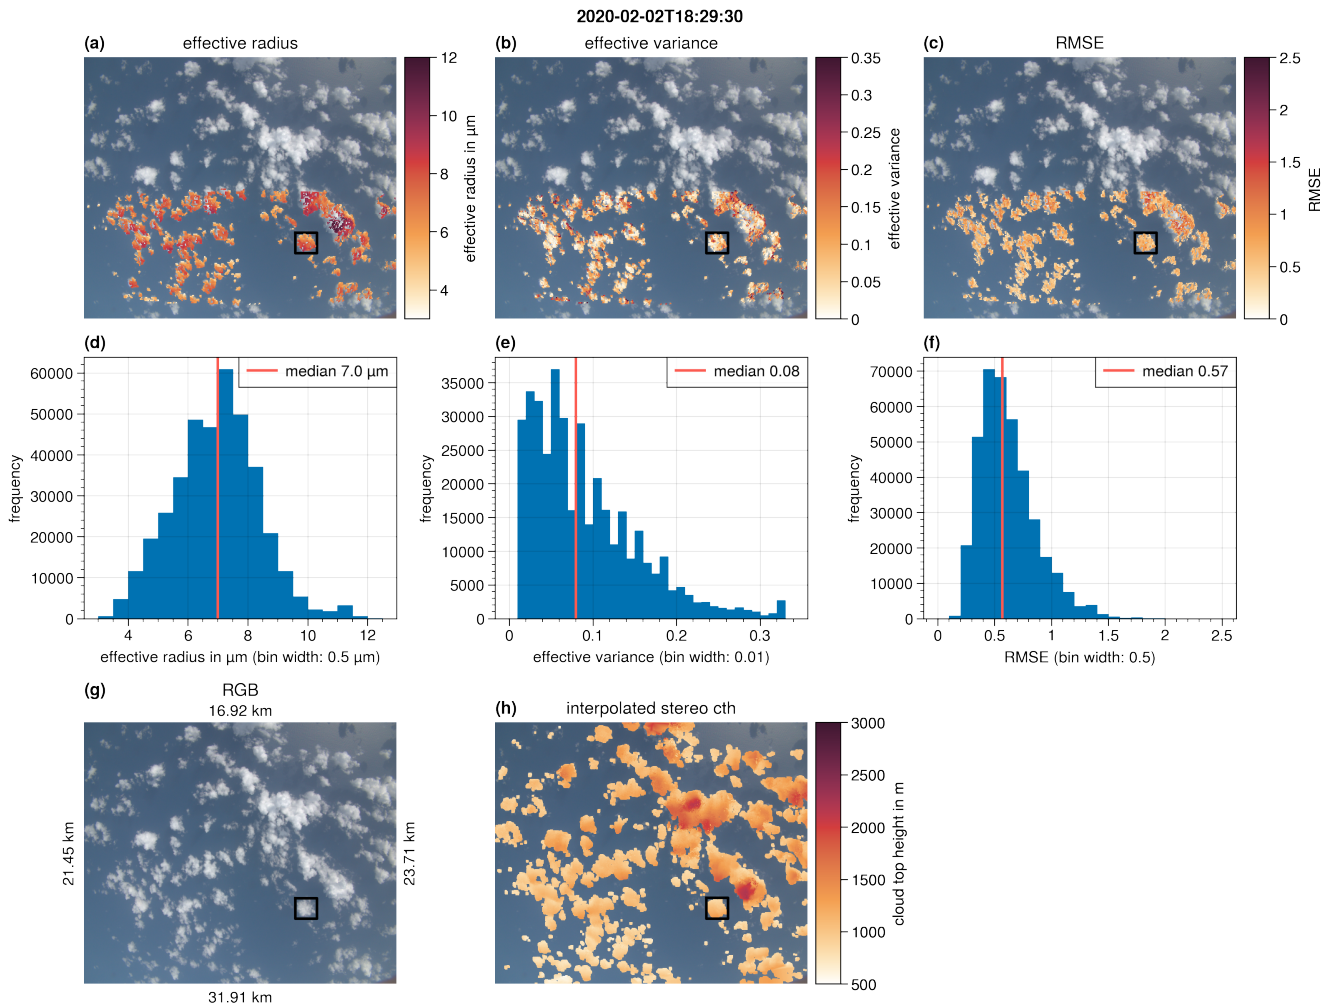 2020-02-02T18:29:30
(a) effective radius
12
10
8
6
4
effective radius in µm
(b) effective variance
0.35
0.3
0.25
0.2
0.15
0.1
0.05
0
effective variance
(c) RMSE
2.5
2
1.5
1
0.5
0
RMSE
(d)
median 7.0 µm
60000
50000
40000
30000
20000
10000
0
frequency
4 6 8 10 12
effective radius in µm (bin width: 0.5 µm)
(e)
median 0.08
35000
30000
25000
20000
15000
10000
5000
0
frequency
0 0.1 0.2 0.3
effective variance (bin width: 0.01)
(f)
median 0.57
70000
60000
50000
40000
30000
20000
10000
0
frequency
0 0.5 1 1.5 2 2.5
RMSE (bin width: 0.5)
(g) RGB
16.92 km
21.45 km
23.71 km
31.91 km
(h) interpolated stereo cth
3000
2500
2000
1500
1000
500
cloud top height in m